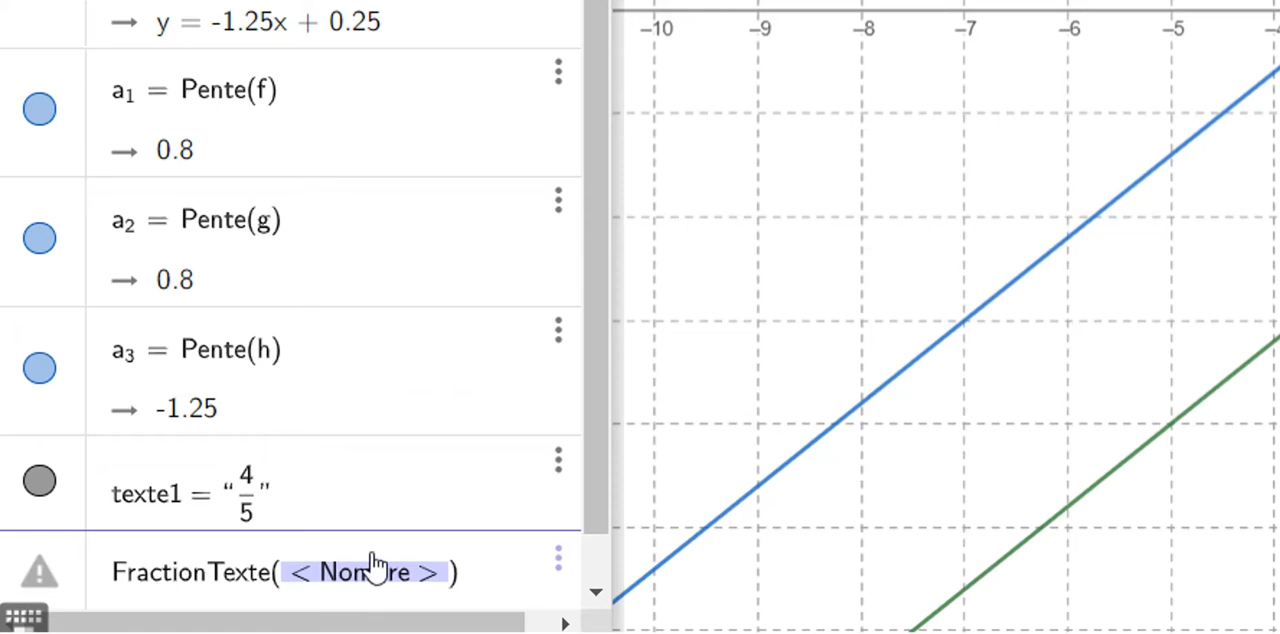 → y = -1.25x + 0.25
a₁ = Pente(f)
→ 0.8
a₂ = Pente(g)
→ 0.8
a₃ = Pente(h)
→ -1.25
texte1 = “4/5”
FractionTexte( < Nombre > )
–10 –9 –8 –7 –6 –5